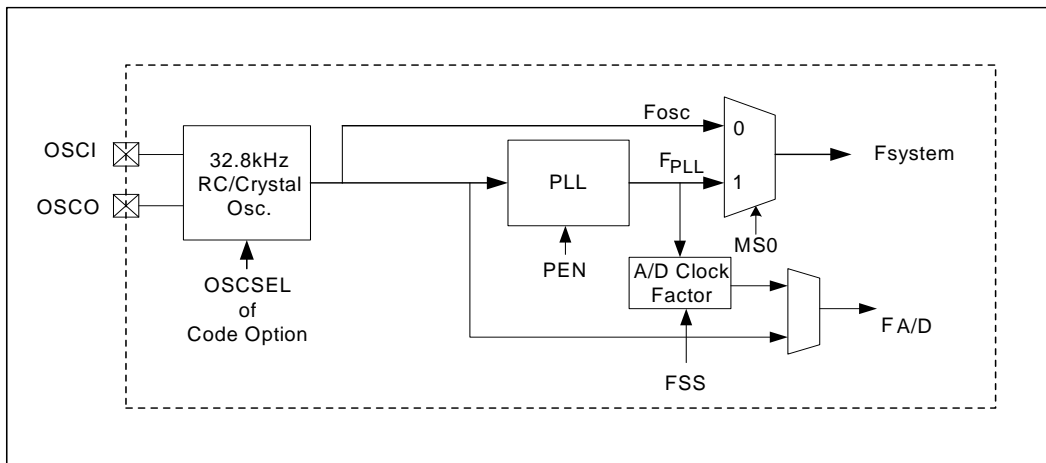 OSCI
OSCO
32.8kHz
RC/Crystal
Osc.
OSCSEL
of
Code Option
Fosc
PLL
PEN
FPLL
0
1
MS0
Fsystem
A/D Clock
Factor
FSS
FA/D